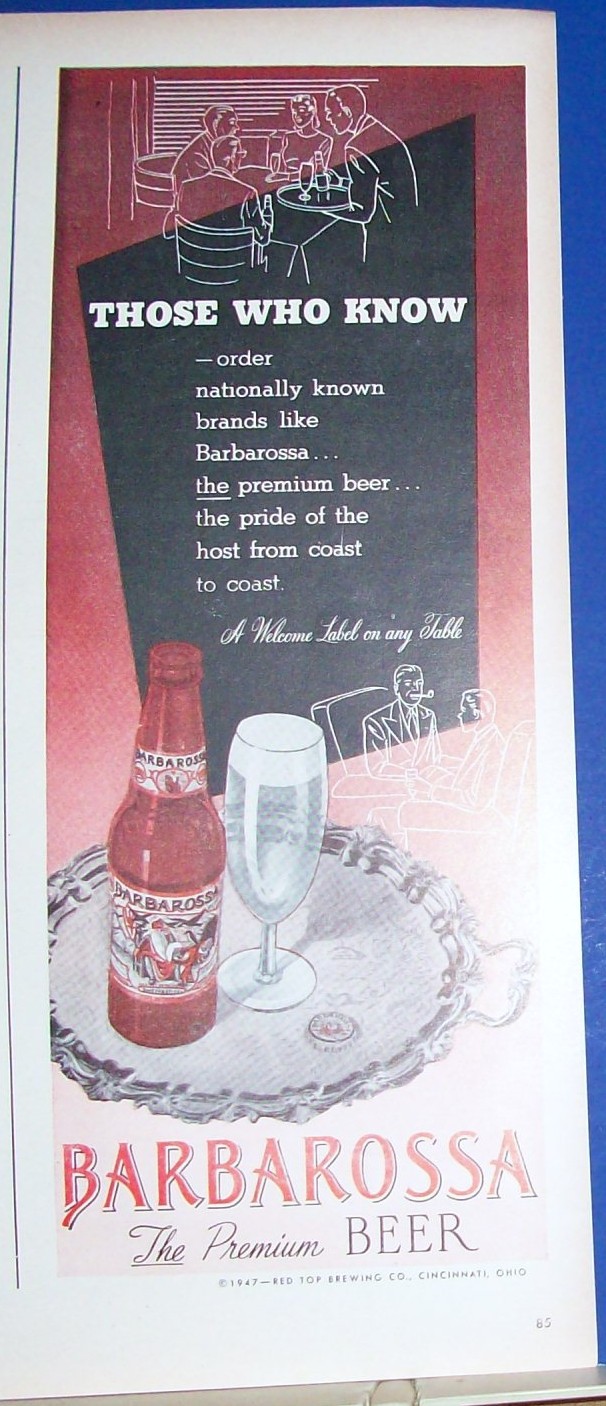 THOSE WHO KNOW
—order
nationally known
brands like
Barbarossa...
the premium beer...
the pride of the
host from coast
to coast.
A Welcome Label on any Table
BARBAROSSA
BARBAROSSA
BARBAROSSA
The Premium BEER
©1947—RED TOP BREWING CO., CINCINNATI, OHIO
85